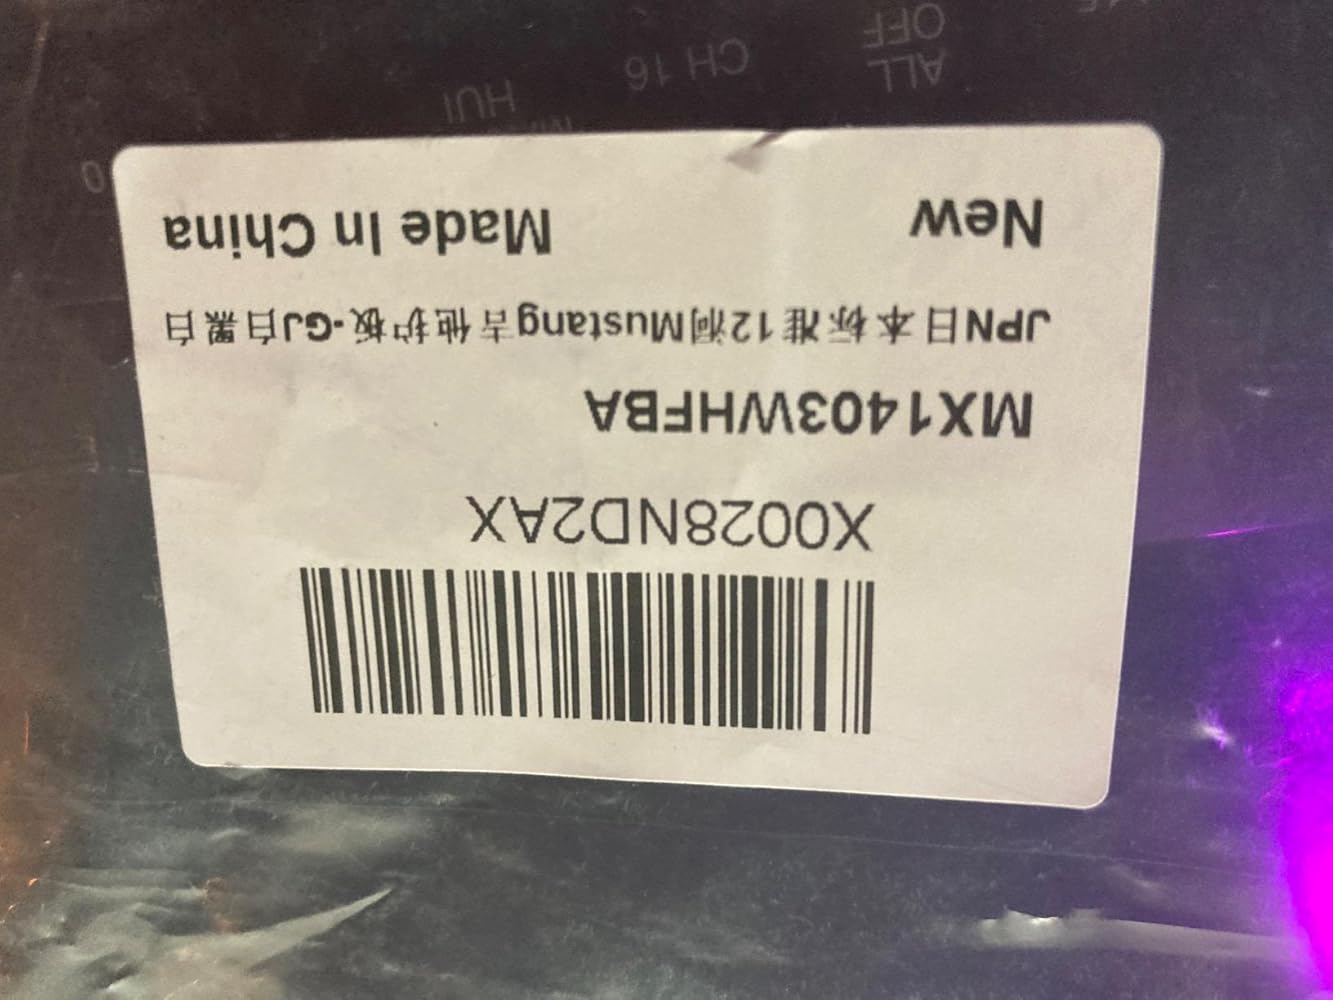 X0028ND2AX
MX1403WHFBA
JPN日本标准12洞Mustang吉他护板-GJ白黑白
New Made In China
HUI
CH 16
ALL
OFF
0